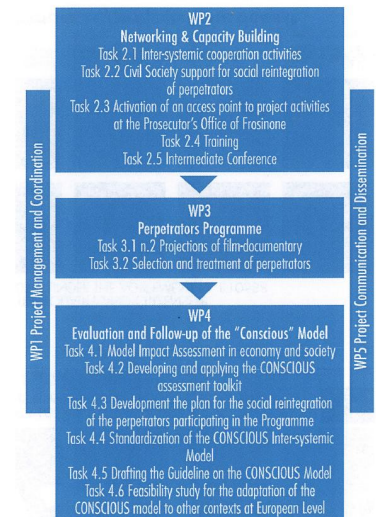 WP2
Networking & Capacity Building
Task 2.1 Inter-systemic cooperation activities
Task 2.2 Civil Society support for social reintegration
of perpetrators
Task 2.3 Activation of an access point to project activities
at the Prosecutor's Office of Frosinone
Task 2.4 Training
Task 2.5 Intermediate Conference
WP1 Project Management and Coordination
WP3
Perpetrators Programme
Task 3.1 n.2 Projections of film-documentary
Task 3.2 Selection and treatment of perpetrators
WP5 Project Communication and Dissemination
WP4
Evaluation and Follow-up of the "Conscious" Model
Task 4.1 Model Impact Assessment in economy and society
Task 4.2 Developing and applying the CONSCIOUS
assessment toolkit
Task 4.3 Development the plan for the social reintegration
of the perpetrators participating in the Programme
Task 4.4 Standardization of the CONSCIOUS Inter-systemic
Model
Task 4.5 Drafting the Guideline on the CONSCIOUS Model
Task 4.6 Feasibility study for the adaptation of the
CONSCIOUS model to other contexts at European Level